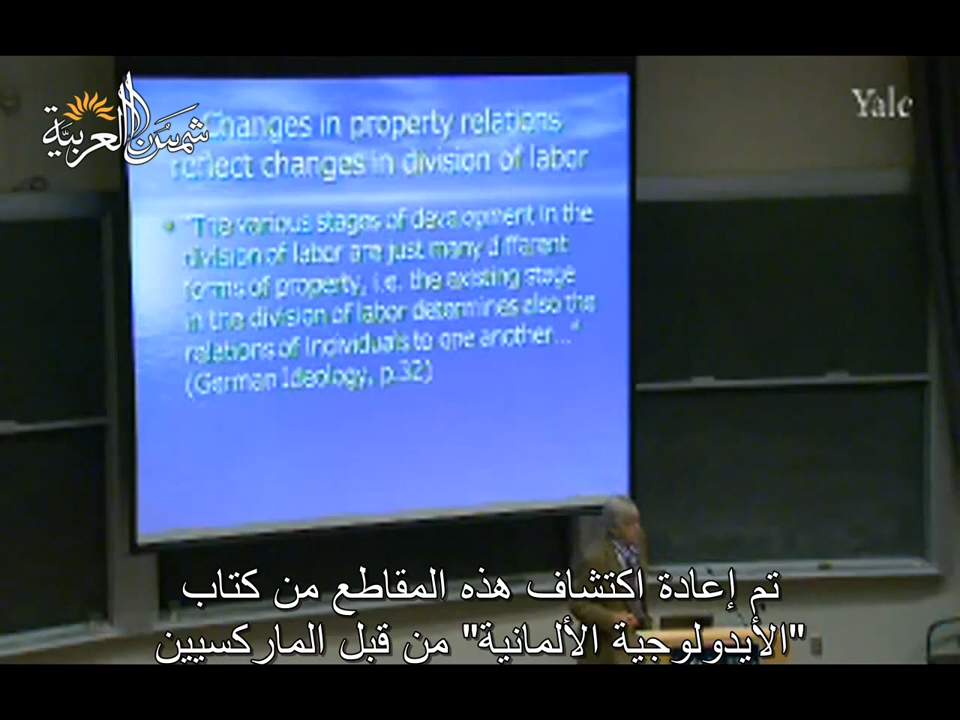 شمس العربية
Yale
Changes in property relations
reflect changes in division of labor
• "The various stages of development in the
division of labor are just many different
forms of property, i.e. the existing stage
in the division of labor determines also the
relations of individuals to one another..."
(German Ideology, p.32)
تم إعادة اكتشاف هذه المقاطع من كتاب
"الأيدولوجية الألمانية" من قبل الماركسيين